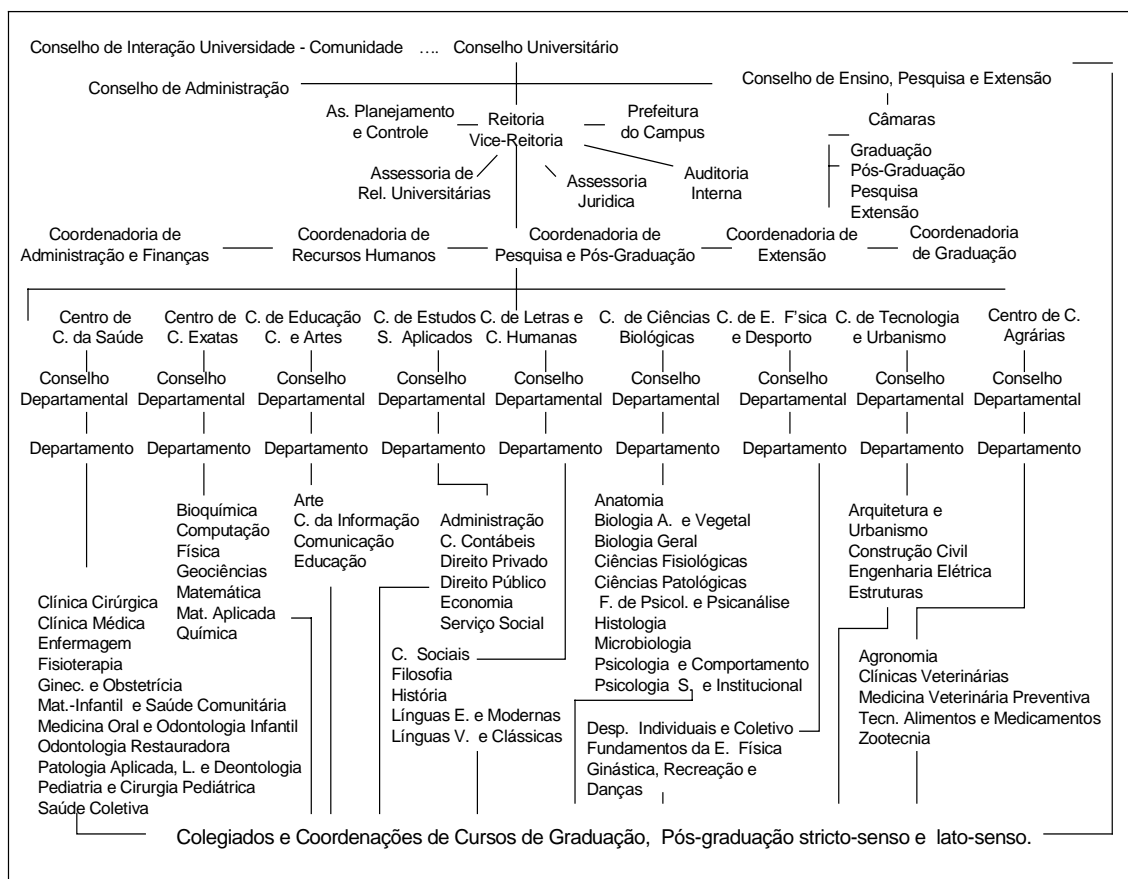 Conselho de Interação Universidade - Comunidade …. Conselho Universitário
Conselho de Administração
Conselho de Ensino, Pesquisa e Extensão
As. Planejamento
e Controle
Reitoria
Vice-Reitoria
Prefeitura
do Campus
Câmaras
Graduação
Pós-Graduação
Pesquisa
Extensão
Assessoria de
Rel. Universitárias
Assessoria
Juridica
Auditoria
Interna
Coordenadoria de
Administração e Finanças
Coordenadoria de
Recursos Humanos
Coordenadoria de
Pesquisa e Pós-Graduação
Coordenadoria de
Extensão
Coordenadoria
de Graduação
Centro de
C. da Saúde
Centro de
C. Exatas
C. de Educação
C. e Artes
C. de Estudos
S. Aplicados
C. de Letras e
C. Humanas
C. de Ciências
Biológicas
C. de E. F'sica
e Desporto
C. de Tecnologia
e Urbanismo
Centro de C.
Agrárias
Conselho
Departamental
Conselho
Departamental
Conselho
Departamental
Conselho
Departamental
Conselho
Departamental
Conselho
Departamental
Conselho
Departamental
Conselho
Departamental
Conselho
Departamental
Departamento
Departamento
Departamento
Departamento
Departamento
Departamento
Departamento
Departamento
Departamento
Clínica Cirúrgica
Clínica Médica
Enfermagem
Fisioterapia
Ginec. e Obstetrícia
Mat.-Infantil e Saúde Comunitária
Medicina Oral e Odontologia Infantil
Odontologia Restauradora
Patologia Aplicada, L. e Deontologia
Pediatria e Cirurgia Pediátrica
Saúde Coletiva
Bioquímica
Computação
Física
Geociências
Matemática
Mat. Aplicada
Química
Arte
C. da Informação
Comunicação
Educação
Administração
C. Contábeis
Direito Privado
Direito Público
Economia
Serviço Social
C. Sociais
Filosofia
História
Línguas E. e Modernas
Línguas V. e Clássicas
Anatomia
Biologia A. e Vegetal
Biologia Geral
Ciências Fisiológicas
Ciências Patológicas
F. de Psicol. e Psicanálise
Histologia
Microbiologia
Psicologia e Comportamento
Psicologia S. e Institucional
Desp. Individuais e Coletivo
Fundamentos da E. Física
Ginástica, Recreação e
Danças
Arquitetura e
Urbanismo
Construção Civil
Engenharia Elétrica
Estruturas
Agronomia
Clínicas Veterinárias
Medicina Veterinária Preventiva
Tecn. Alimentos e Medicamentos
Zootecnia
Colegiados e Coordenações de Cursos de Graduação, Pós-graduação stricto-senso e lato-senso.